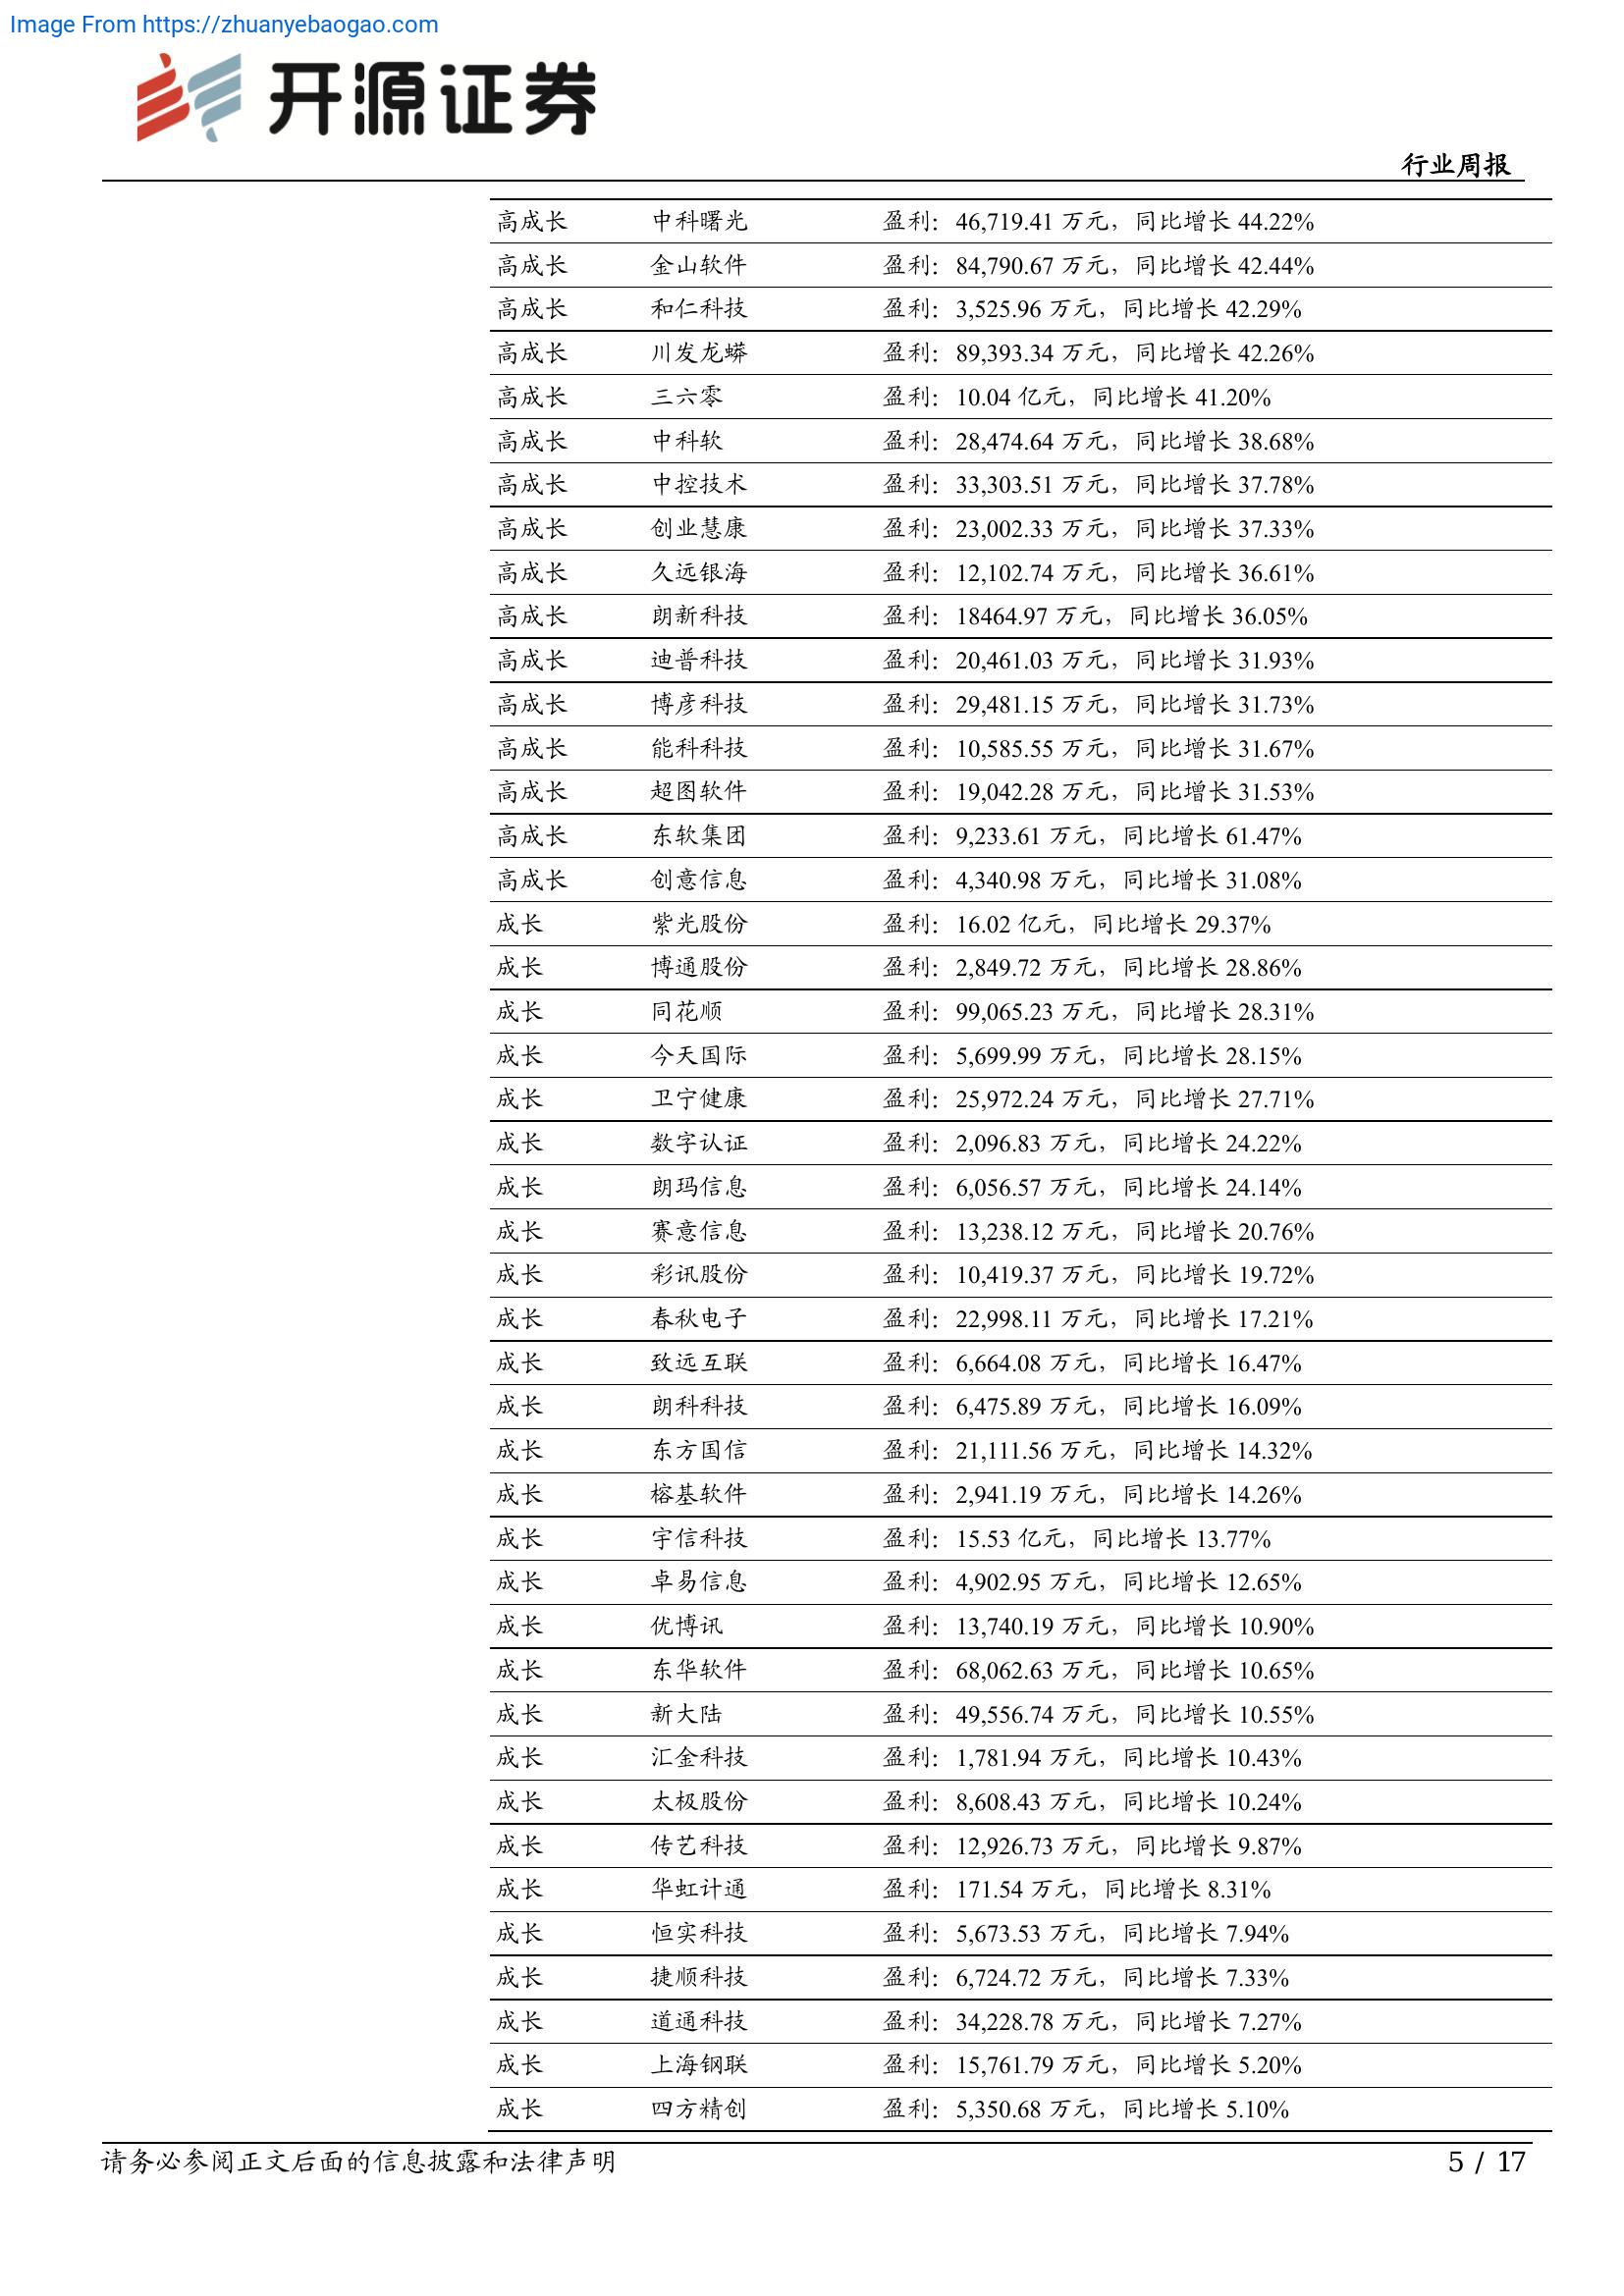 Image From https://zhuanyebaogao.com
开源证券
行业周报
高成长 中科曙光 盈利：46,719.41 万元，同比增长 44.22%
高成长 金山软件 盈利：84,790.67 万元，同比增长 42.44%
高成长 和仁科技 盈利：3,525.96 万元，同比增长 42.29%
高成长 川发龙蟒 盈利：89,393.34 万元，同比增长 42.26%
高成长 三六零 盈利：10.04 亿元，同比增长 41.20%
高成长 中科软 盈利：28,474.64 万元，同比增长 38.68%
高成长 中控技术 盈利：33,303.51 万元，同比增长 37.78%
高成长 创业慧康 盈利：23,002.33 万元，同比增长 37.33%
高成长 久远银海 盈利：12,102.74 万元，同比增长 36.61%
高成长 朗新科技 盈利：18464.97 万元，同比增长 36.05%
高成长 迪普科技 盈利：20,461.03 万元，同比增长 31.93%
高成长 博彦科技 盈利：29,481.15 万元，同比增长 31.73%
高成长 能科科技 盈利：10,585.55 万元，同比增长 31.67%
高成长 超图软件 盈利：19,042.28 万元，同比增长 31.53%
高成长 东软集团 盈利：9,233.61 万元，同比增长 61.47%
高成长 创意信息 盈利：4,340.98 万元，同比增长 31.08%
成长 紫光股份 盈利：16.02 亿元，同比增长 29.37%
成长 博通股份 盈利：2,849.72 万元，同比增长 28.86%
成长 同花顺 盈利：99,065.23 万元，同比增长 28.31%
成长 今天国际 盈利：5,699.99 万元，同比增长 28.15%
成长 卫宁健康 盈利：25,972.24 万元，同比增长 27.71%
成长 数字认证 盈利：2,096.83 万元，同比增长 24.22%
成长 朗玛信息 盈利：6,056.57 万元，同比增长 24.14%
成长 赛意信息 盈利：13,238.12 万元，同比增长 20.76%
成长 彩讯股份 盈利：10,419.37 万元，同比增长 19.72%
成长 春秋电子 盈利：22,998.11 万元，同比增长 17.21%
成长 致远互联 盈利：6,664.08 万元，同比增长 16.47%
成长 朗科科技 盈利：6,475.89 万元，同比增长 16.09%
成长 东方国信 盈利：21,111.56 万元，同比增长 14.32%
成长 榕基软件 盈利：2,941.19 万元，同比增长 14.26%
成长 宇信科技 盈利：15.53 亿元，同比增长 13.77%
成长 卓易信息 盈利：4,902.95 万元，同比增长 12.65%
成长 优博讯 盈利：13,740.19 万元，同比增长 10.90%
成长 东华软件 盈利：68,062.63 万元，同比增长 10.65%
成长 新大陆 盈利：49,556.74 万元，同比增长 10.55%
成长 汇金科技 盈利：1,781.94 万元，同比增长 10.43%
成长 太极股份 盈利：8,608.43 万元，同比增长 10.24%
成长 传艺科技 盈利：12,926.73 万元，同比增长 9.87%
成长 华虹计通 盈利：171.54 万元，同比增长 8.31%
成长 恒实科技 盈利：5,673.53 万元，同比增长 7.94%
成长 捷顺科技 盈利：6,724.72 万元，同比增长 7.33%
成长 道通科技 盈利：34,228.78 万元，同比增长 7.27%
成长 上海钢联 盈利：15,761.79 万元，同比增长 5.20%
成长 四方精创 盈利：5,350.68 万元，同比增长 5.10%
请务必参阅正文后面的信息披露和法律声明 5 / 17